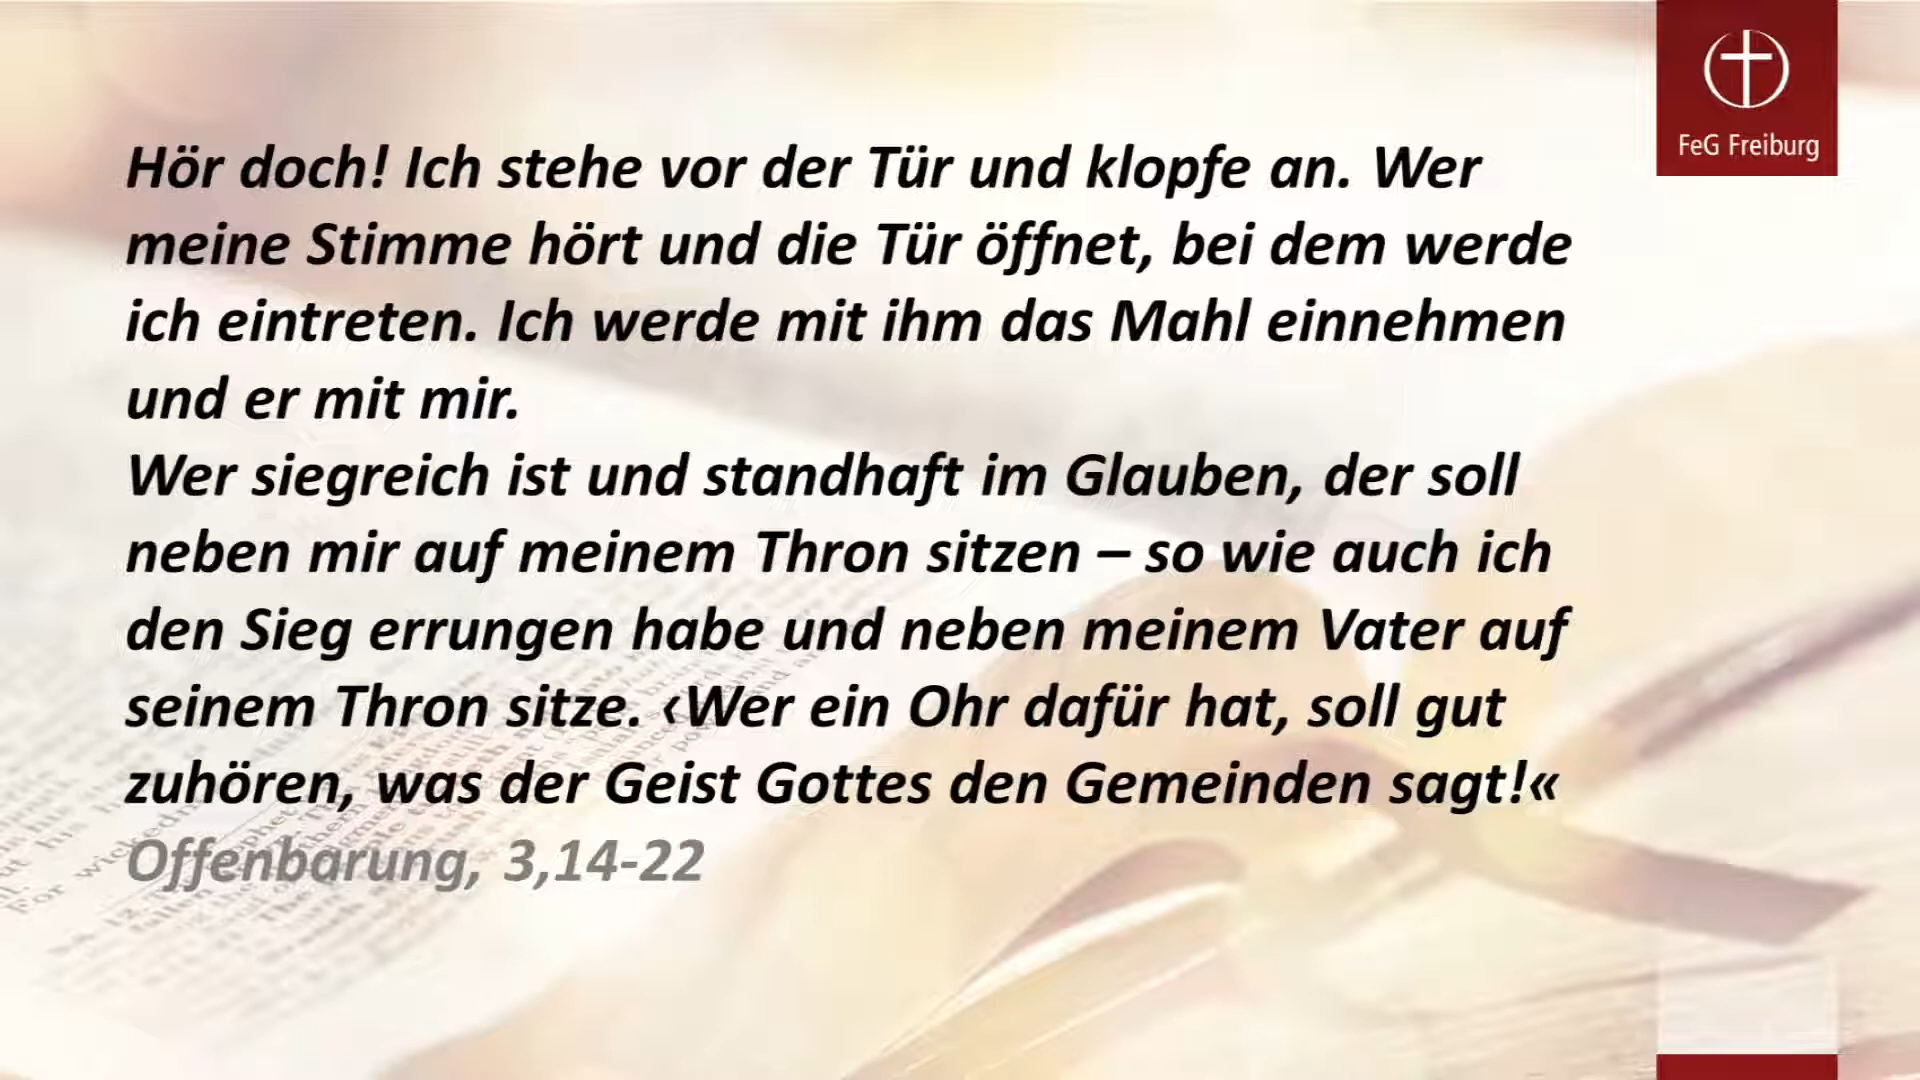 FeG Freiburg
Hör doch! Ich stehe vor der Tür und klopfe an. Wer
meine Stimme hört und die Tür öffnet, bei dem werde
ich eintreten. Ich werde mit ihm das Mahl einnehmen
und er mit mir.
Wer siegreich ist und standhaft im Glauben, der soll
neben mir auf meinem Thron sitzen – so wie auch ich
den Sieg errungen habe und neben meinem Vater auf
seinem Thron sitze. ‹Wer ein Ohr dafür hat, soll gut
zuhören, was der Geist Gottes den Gemeinden sagt!«
Offenbarung, 3,14-22